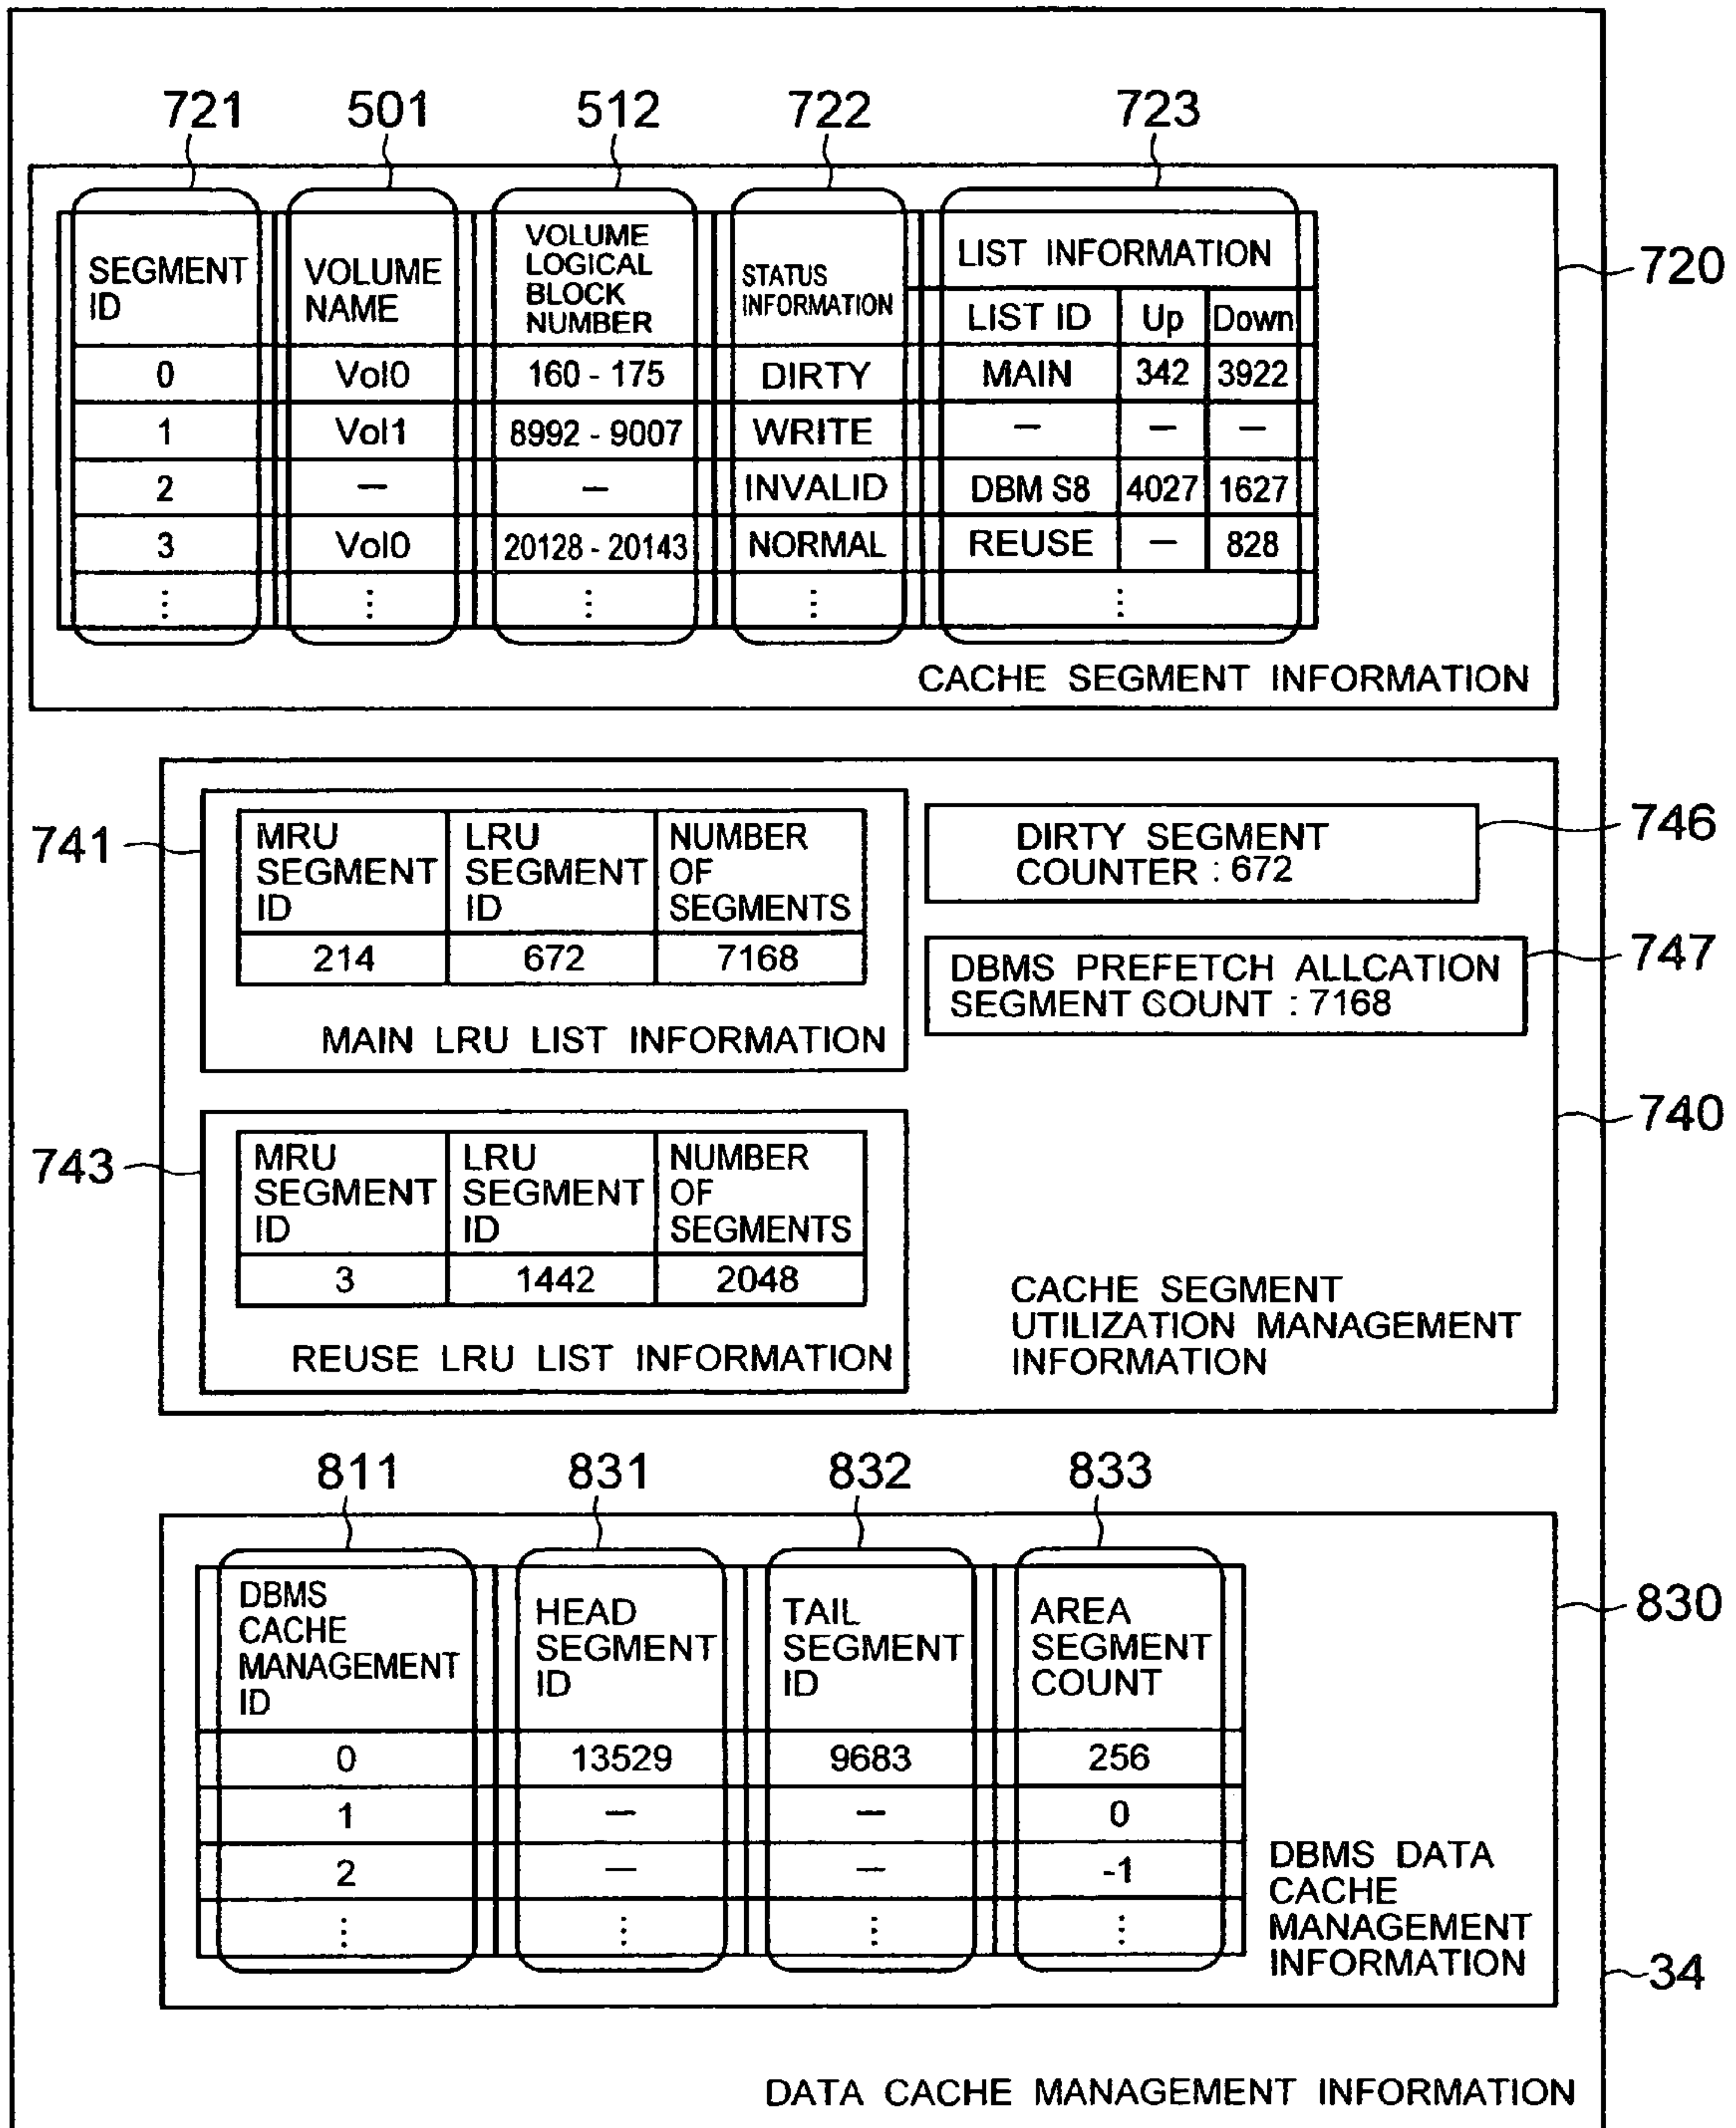 721 501 512 722 723
720
SEGMENT ID VOLUME NAME VOLUME LOGICAL BLOCK NUMBER STATUS INFORMATION LIST INFORMATION
LIST ID Up Down
0 Vol0 160 - 175 DIRTY MAIN 342 3922
1 Vol1 8992 - 9007 WRITE — — —
2 — — INVALID DBM S8 4027 1627
3 Vol0 20128 - 20143 NORMAL REUSE — 828
⋮ ⋮ ⋮ ⋮ ⋮
CACHE SEGMENT INFORMATION
741
MRU SEGMENT ID LRU SEGMENT ID NUMBER OF SEGMENTS
214 672 7168
MAIN LRU LIST INFORMATION
DIRTY SEGMENT
COUNTER : 672
746
DBMS PREFETCH ALLCATION
SEGMENT COUNT : 7168
747
740
743
MRU SEGMENT ID LRU SEGMENT ID NUMBER OF SEGMENTS
3 1442 2048
REUSE LRU LIST INFORMATION
CACHE SEGMENT
UTILIZATION MANAGEMENT
INFORMATION
811 831 832 833
830
DBMS CACHE MANAGEMENT ID HEAD SEGMENT ID TAIL SEGMENT ID AREA SEGMENT COUNT
0 13529 9683 256
1 — — 0
2 — — -1
⋮ ⋮ ⋮ ⋮
DBMS DATA
CACHE
MANAGEMENT
INFORMATION
34
DATA CACHE MANAGEMENT INFORMATION